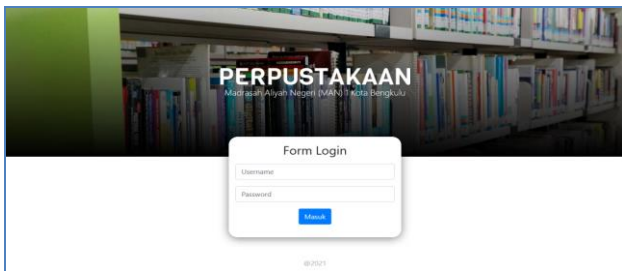 PERPUSTAKAAN
Madrasah Aliyah Negeri (MAN) 1 Kota Bengkulu
Form Login
Username
Password
Masuk
@2021